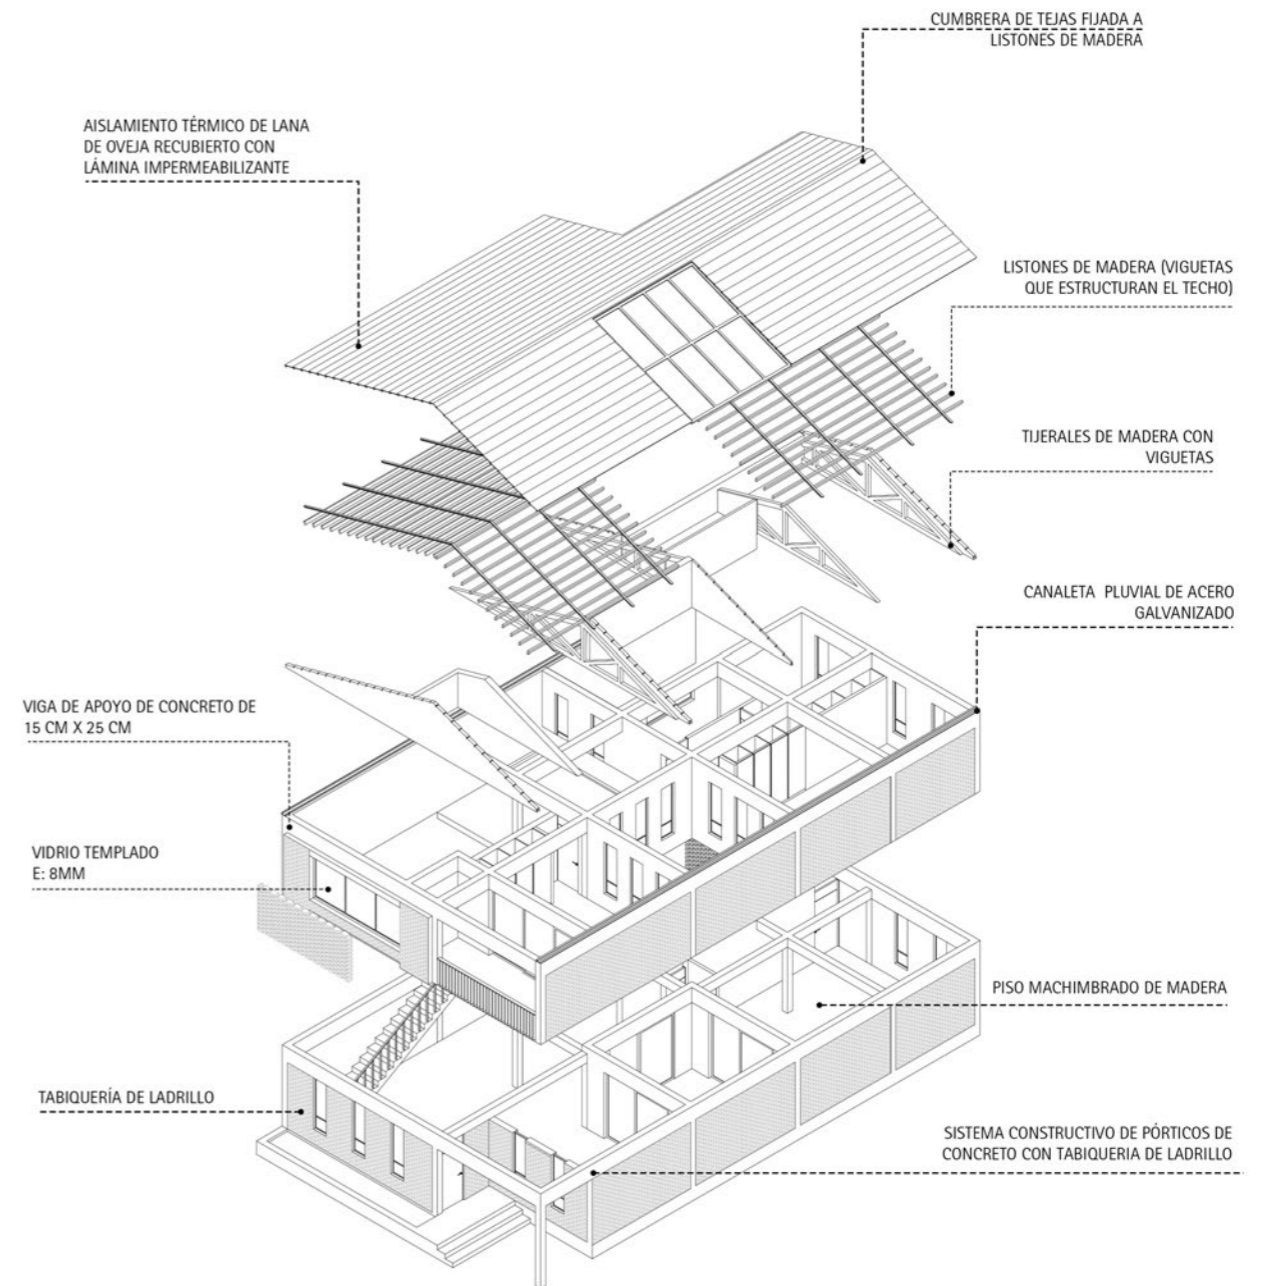 CUMBRERA DE TEJAS FIJADA A
LISTONES DE MADERA
AISLAMIENTO TÉRMICO DE LANA
DE OVEJA RECUBIERTO CON
LÁMINA IMPERMEABILIZANTE
LISTONES DE MADERA (VIGUETAS
QUE ESTRUCTURAN EL TECHO)
TIJERALES DE MADERA CON
VIGUETAS
CANALETA PLUVIAL DE ACERO
GALVANIZADO
VIGA DE APOYO DE CONCRETO DE
15 CM X 25 CM
VIDRIO TEMPLADO
E: 8MM
PISO MACHIMBRADO DE MADERA
TABIQUERÍA DE LADRILLO
SISTEMA CONSTRUCTIVO DE PÓRTICOS DE
CONCRETO CON TABIQUERIA DE LADRILLO